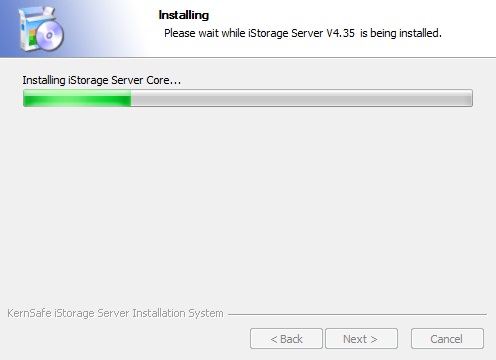 Installing
Please wait while iStorage Server V4.35 is being installed.
Installing iStorage Server Core...
KernSafe iStorage Server Installation System
< Back
Next >
Cancel